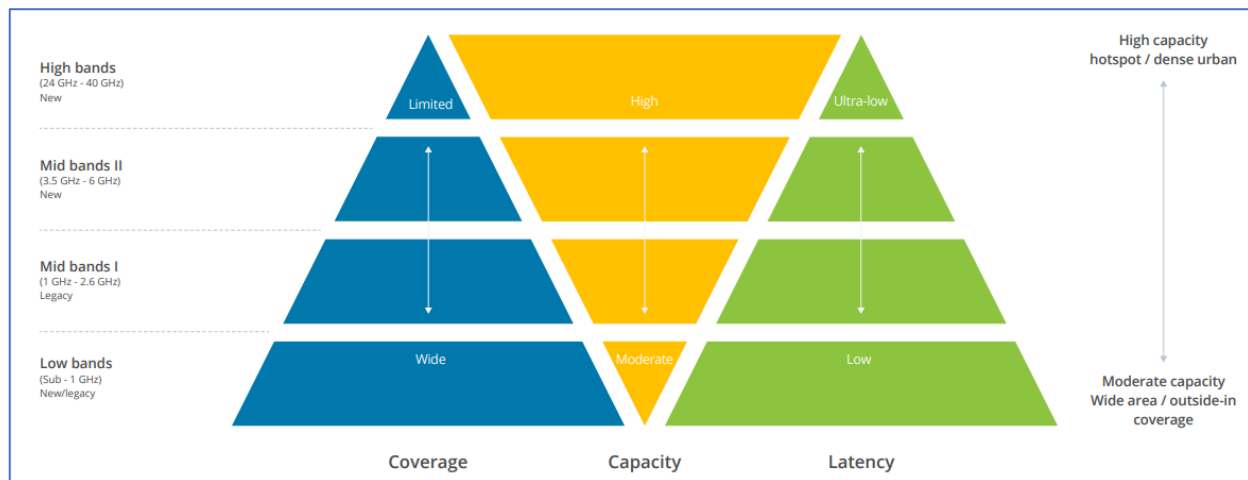 High bands
(24 GHz - 40 GHz)
New
Mid bands II
(3.5 GHz - 6 GHz)
New
Mid bands I
(1 GHz - 2.6 GHz)
Legacy
Low bands
(Sub - 1 GHz)
New/legacy
Limited
High
Ultra-low
Wide
Moderate
Low
Coverage
Capacity
Latency
High capacity
hotspot / dense urban
Moderate capacity
Wide area / outside-in
coverage